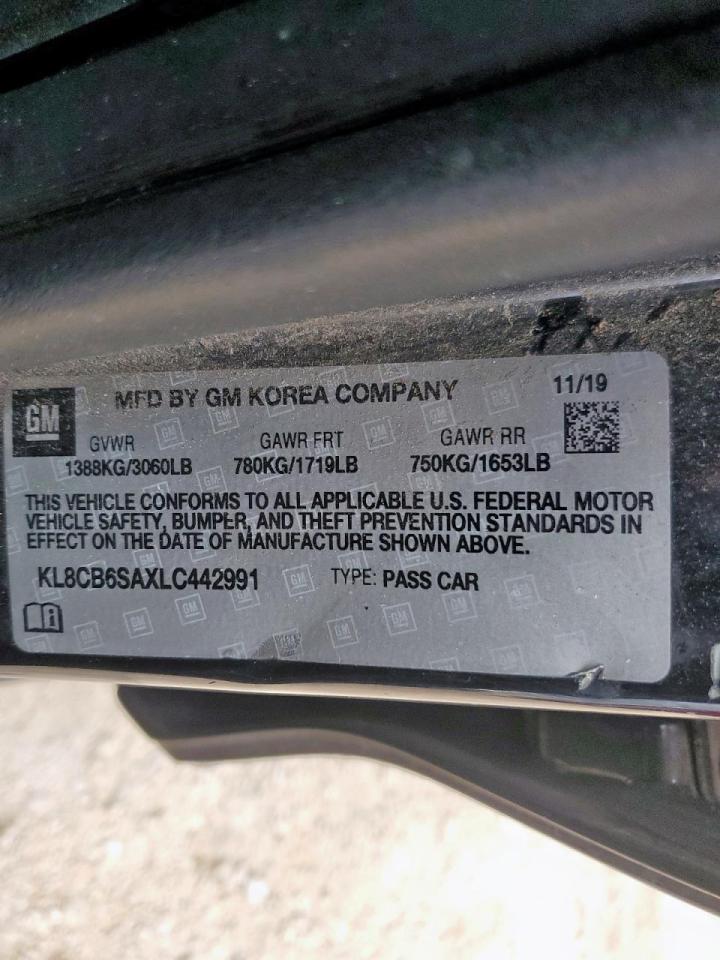 GM
MFD BY GM KOREA COMPANY
11/19
GVWR GAWR FRT GAWR RR
1388KG/3060LB 780KG/1719LB 750KG/1653LB
THIS VEHICLE CONFORMS TO ALL APPLICABLE U.S. FEDERAL MOTOR
VEHICLE SAFETY, BUMPER, AND THEFT PREVENTION STANDARDS IN
EFFECT ON THE DATE OF MANUFACTURE SHOWN ABOVE.
KL8CB6SAXLC442991 TYPE: PASS CAR